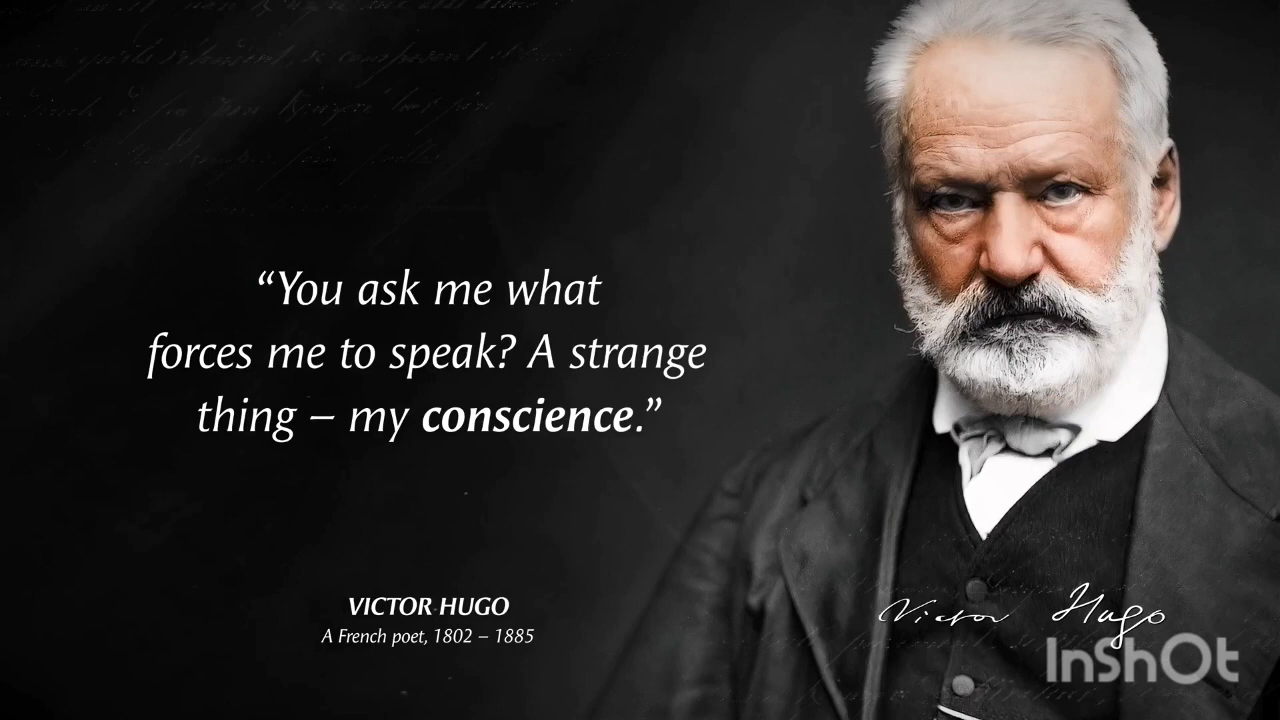 “You ask me what
forces me to speak? A strange
thing – my conscience.”
VICTOR HUGO
A French poet, 1802 – 1885
Victor Hugo
InShOt